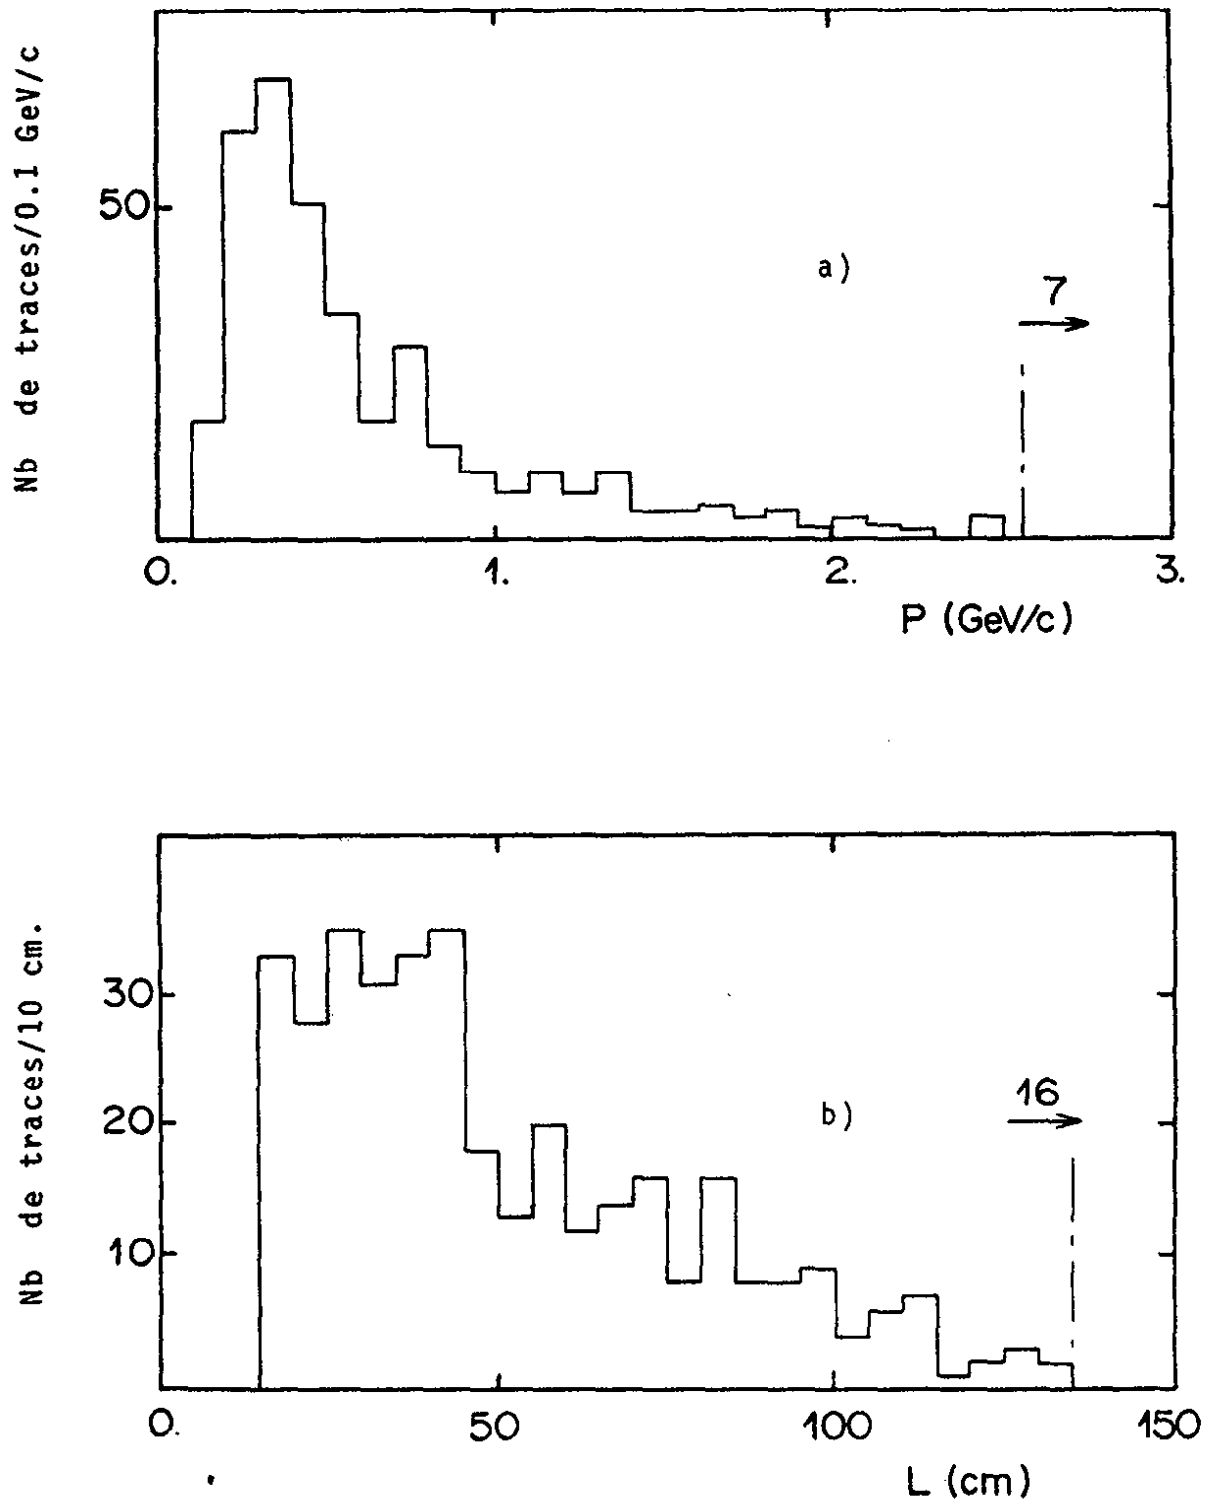 Nb de traces/0.1 GeV/c
50
a)
7
0. 1. 2. 3.
P (GeV/c)
Nb de traces/10 cm.
30
20
10
b)
16
0. 50 100 150
L (cm)